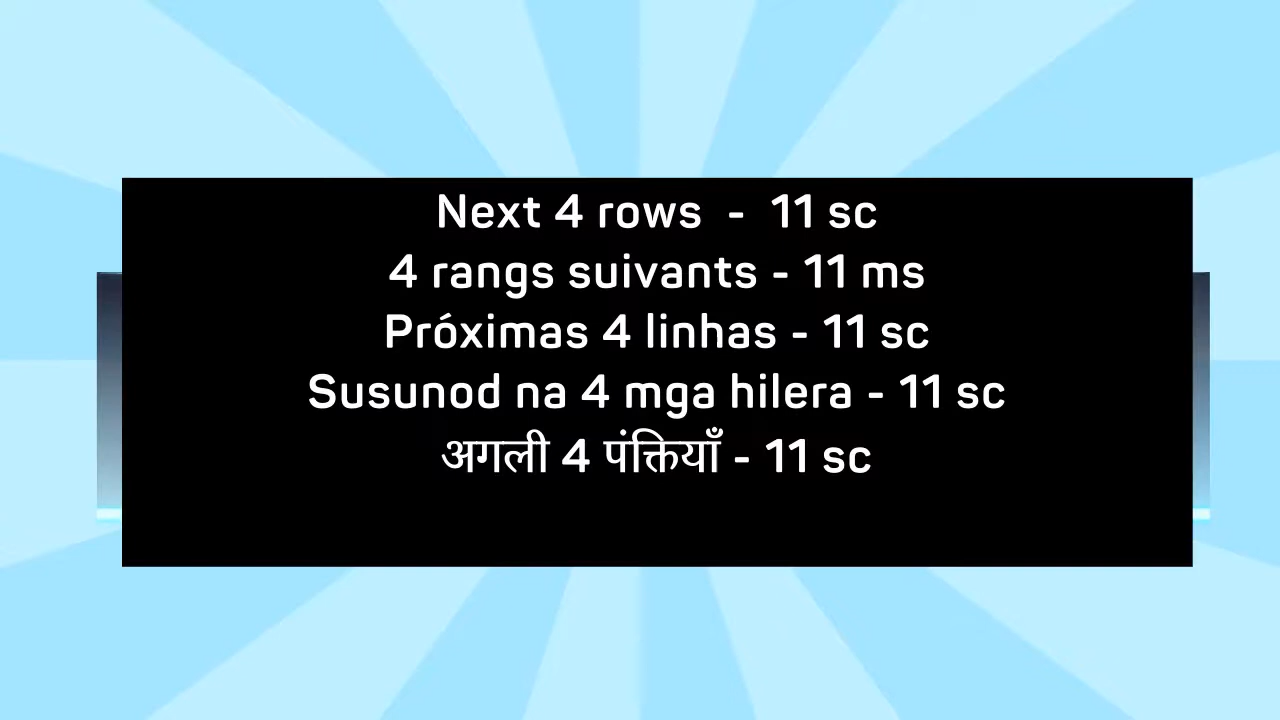 Next 4 rows - 11 sc
4 rangs suivants - 11 ms
Próximas 4 linhas - 11 sc
Susunod na 4 mga hilera - 11 sc
अगली 4 पंक्तियाँ - 11 sc